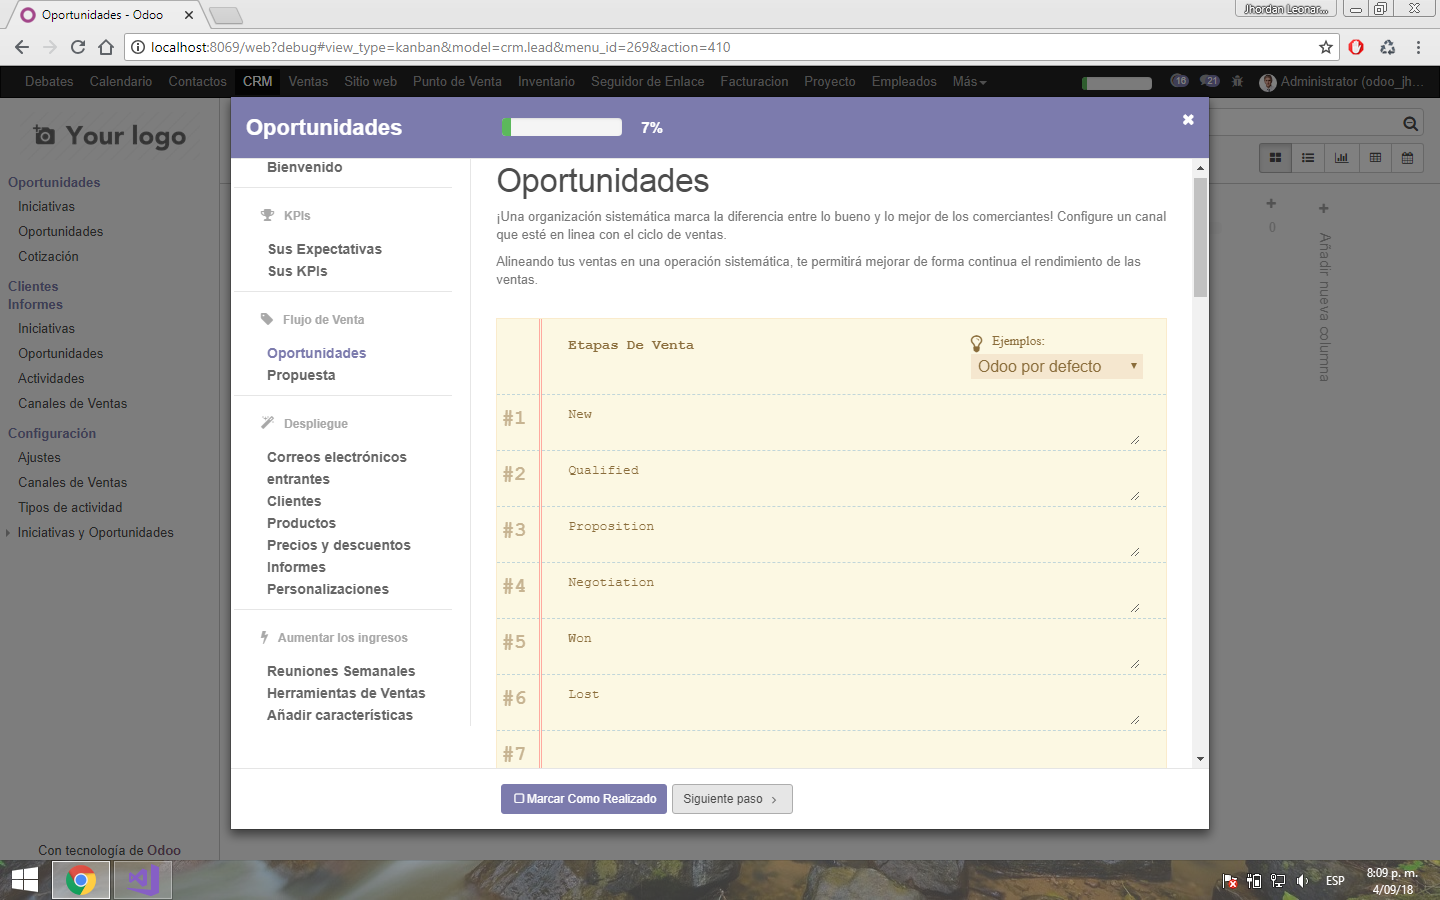 Oportunidades - Odoo
Jhordan Leonar...
localhost:8069/web?debug#view_type=kanban&model=crm.lead&menu_id=269&action=410
Debates Calendario Contactos CRM Ventas Sitio web Punto de Venta Inventario Seguidor de Enlace Facturacion Proyecto Empleados Más 16 21 Administrator (odoo_jh...
Your logo
Oportunidades
Iniciativas
Oportunidades
Cotización
Clientes
Informes
Iniciativas
Oportunidades
Actividades
Canales de Ventas
Configuración
Ajustes
Canales de Ventas
Tipos de actividad
Iniciativas y Oportunidades
Con tecnología de Odoo
Oportunidades 7%
Bienvenido
KPIs
Sus Expectativas
Sus KPIs
Flujo de Venta
Oportunidades
Propuesta
Despliegue
Correos electrónicos
entrantes
Clientes
Productos
Precios y descuentos
Informes
Personalizaciones
Aumentar los ingresos
Reuniones Semanales
Herramientas de Ventas
Añadir características
Oportunidades
¡Una organización sistemática marca la diferencia entre lo bueno y lo mejor de los comerciantes! Configure un canal
que esté en linea con el ciclo de ventas.
Alineando tus ventas en una operación sistemática, te permitirá mejorar de forma continua el rendimiento de las
ventas.
Etapas De Venta
Ejemplos:
Odoo por defecto
#1 New
#2 Qualified
#3 Proposition
#4 Negotiation
#5 Won
#6 Lost
#7
Marcar Como Realizado
Siguiente paso
0
Añadir nueva columna
ESP
8:09 p. m.
4/09/18